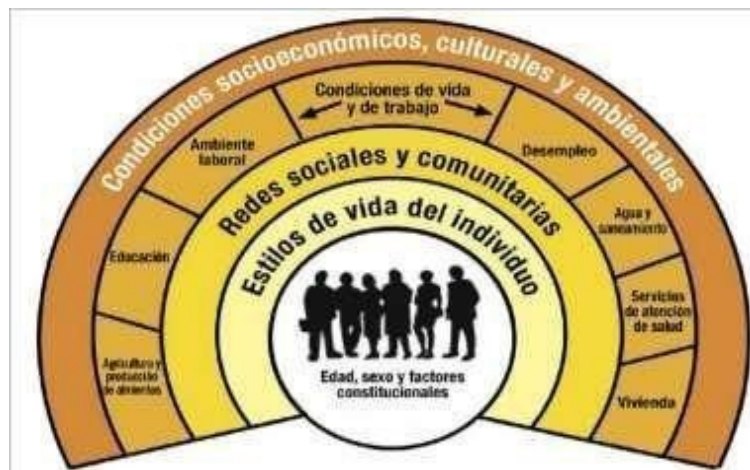 Condiciones socioeconómicos, culturales y ambientales
Condiciones de vida
y de trabajo
Ambiente
laboral
Desempleo
Educación
Agua y
saneamiento
Agricultura y
producción
de alimentos
Servicios
de atención
de salud
Vivienda
Redes sociales y comunitarias
Estilos de vida del individuo
Edad, sexo y factores
constitucionales